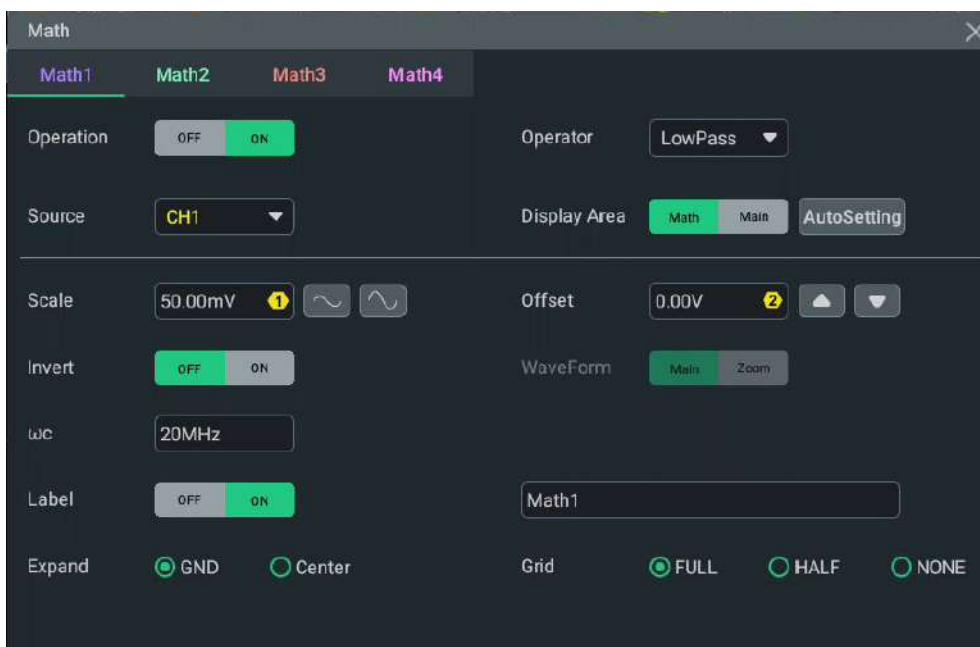 Math
Math1 Math2 Math3 Math4
Operation OFF ON Operator LowPass
Source CH1 Display Area Math Main AutoSetting
Scale 50.00mV 1 Offset 0.00V 2
Invert OFF ON WaveForm Main Zoom
ωc 20MHz
Label OFF ON Math1
Expand GND Center Grid FULL HALF NONE